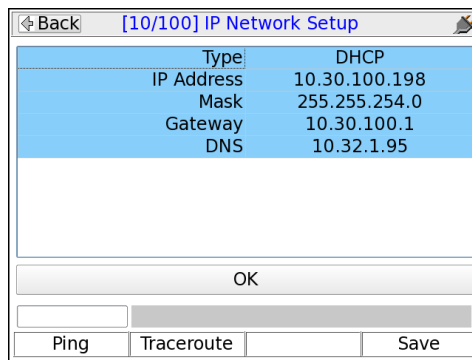 Back [10/100] IP Network Setup
Type DHCP
IP Address 10.30.100.198
Mask 255.255.254.0
Gateway 10.30.100.1
DNS 10.32.1.95
OK
Ping Traceroute Save